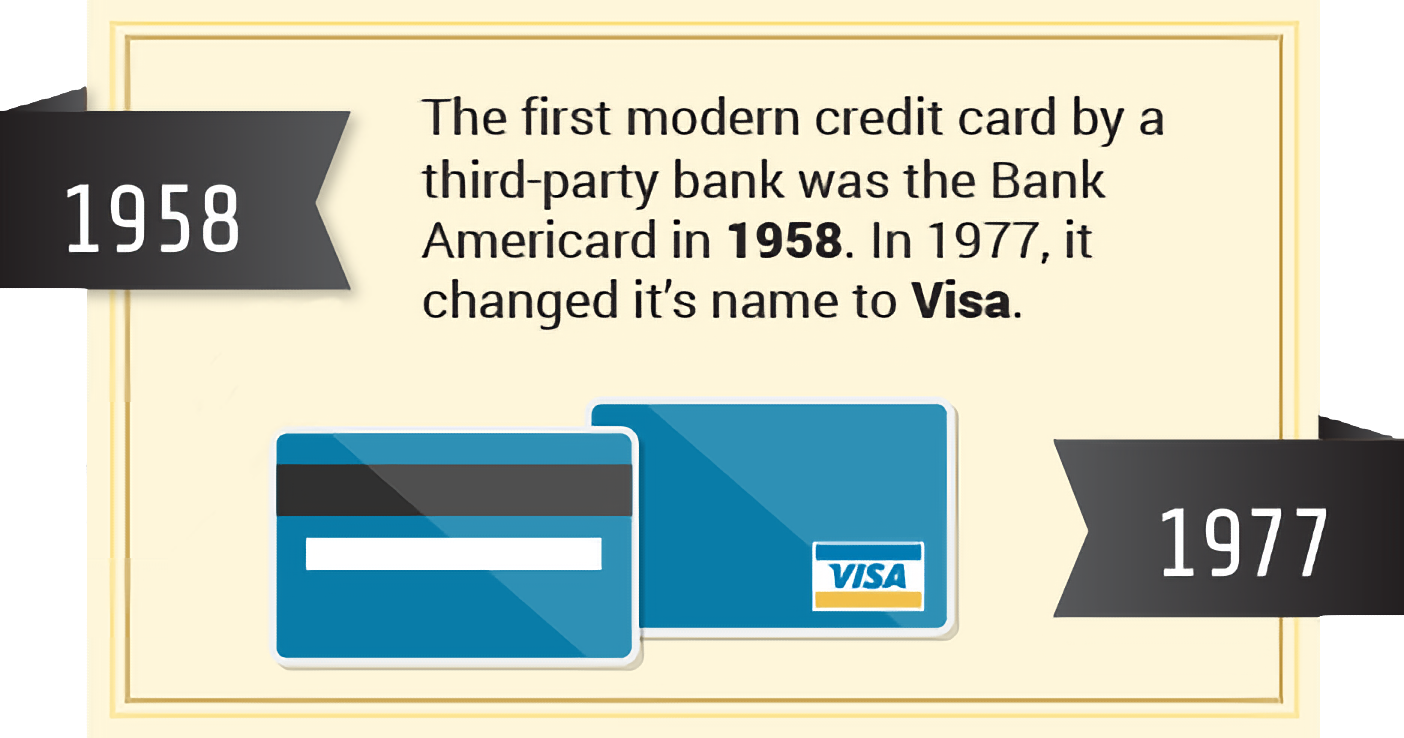 1958
The first modern credit card by a
third-party bank was the Bank
Americard in 1958. In 1977, it
changed it's name to Visa.
VISA
1977